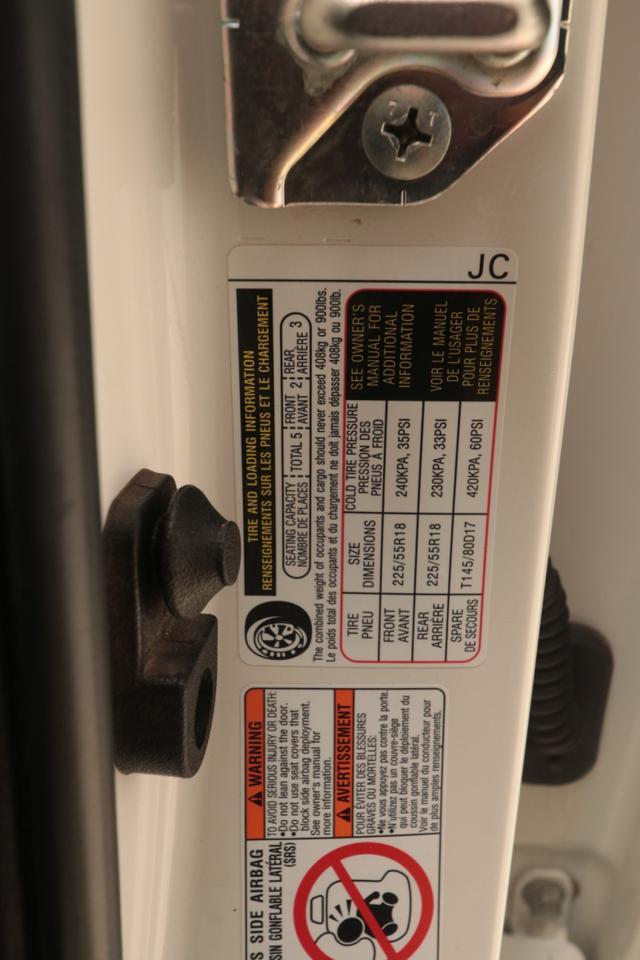 JC
TIRE AND LOADING INFORMATION
RENSEIGNEMENTS SUR LES PNEUS ET LE CHARGEMENT
SEATING CAPACITY TOTAL 5 FRONT 2 REAR 3
NOMBRE DE PLACES AVANT ARRIÈRE
The combined weight of occupants and cargo should never exceed 408kg or 900lbs.
Le poids total des occupants et du chargement ne doit jamais dépasser 408kg ou 900lb.
TIRE SIZE COLD TIRE PRESSURE
PNEU DIMENSIONS PRESSION DES PNEUS À FROID
FRONT AVANT 225/55R18 240KPA, 35PSI
REAR ARRIÈRE 225/55R18 230KPA, 33PSI
SPARE DE SECOURS T145/80D17 420KPA, 60PSI
SEE OWNER'S
MANUAL FOR
ADDITIONAL
INFORMATION
VOIR LE MANUEL
DE L'USAGER
POUR PLUS DE
RENSEIGNEMENTS
S SIDE AIRBAG
SIN GONFLABLE LATÉRAL
(SRS)
WARNING
TO AVOID SERIOUS INJURY OR DEATH:
•Do not lean against the door.
•Do not use seat covers that
block side airbag deployment.
See owner's manual for
more information.
AVERTISSEMENT
POUR ÉVITER DES BLESSURES
GRAVES OU MORTELLES:
•Ne vous appuyez pas contre la porte.
•N'utilisez pas un couvre-siège
qui peut bloquer le déploiement du
coussin gonflable latéral.
Voir le manuel du conducteur pour
de plus amples renseignements.